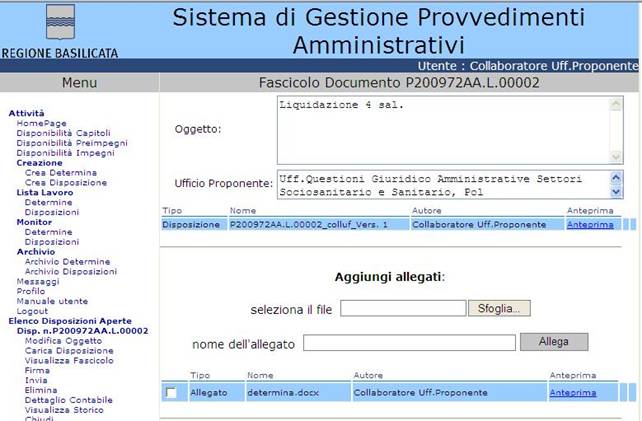 Sistema di Gestione Provvedimenti
Amministrativi
REGIONE BASILICATA
Utente : Collaboratore Uff.Proponente
Menu
Fascicolo Documento P200972AA.L.00002
Attività
HomePage
Disponibilità Capitoli
Disponibilità Preimpegni
Disponibilità Impegni
Creazione
Crea Determina
Crea Disposizione
Lista Lavoro
Determine
Disposizioni
Monitor
Determine
Disposizioni
Archivio
Archivio Determine
Archivio Disposizioni
Messaggi
Profilo
Manuale utente
Logout
Elenco Disposizioni Aperte
Disp. n.P200972AA.L.00002
Modifica Oggetto
Carica Disposizione
Visualizza Fascicolo
Firma
Invia
Elimina
Dettaglio Contabile
Visualizza Storico
Chiudi
Oggetto:
Liquidazione 4 sal.
Ufficio Proponente:
Uff.Questioni Giuridico Amministrative Settori
Sociosanitario e Sanitario, Pol
Tipo Nome Autore Anteprima
Disposizione P200972AA.L.00002_colluf_Vers. 1 Collaboratore Uff.Proponente Anteprima
Aggiungi allegati:
seleziona il file Sfoglia...
nome dell'allegato Allega
Tipo Nome Autore Anteprima
Allegato determina.docx Collaboratore Uff.Proponente Anteprima